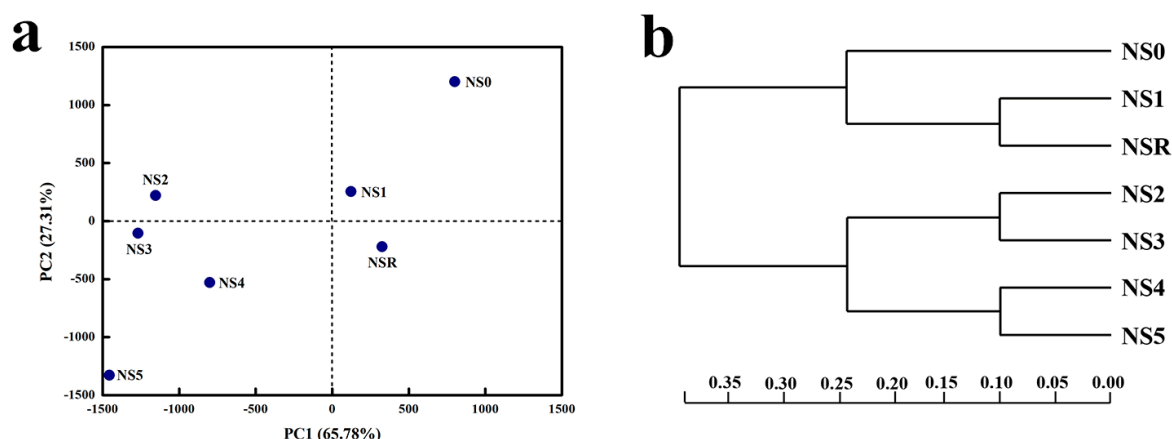 a
1500
1000
500
0
-500
-1000
-1500
-1500
-1000
-500
0
500
1000
1500
PC2 (27.31%)
PC1 (65.78%)
NS0
NS2
NS1
NS3
NSR
NS4
NS5
b
NS0
NS1
NSR
NS2
NS3
NS4
NS5
0.35 0.30 0.25 0.20 0.15 0.10 0.05 0.00